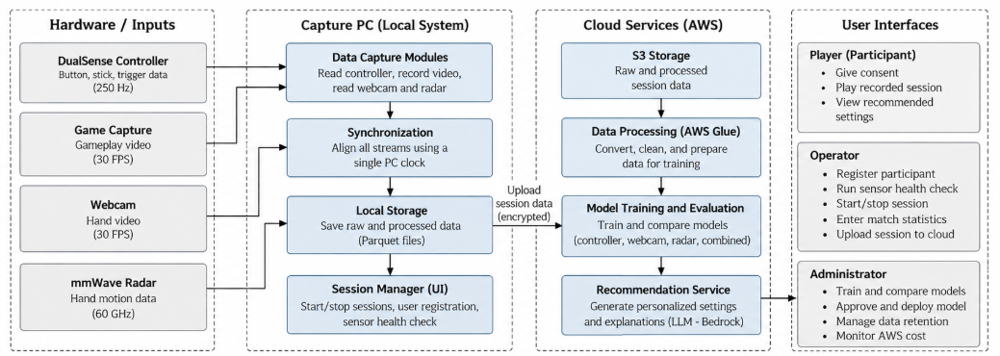 Hardware / Inputs
DualSense Controller
Button, stick, trigger data
(250 Hz)
Game Capture
Gameplay video
(30 FPS)
Webcam
Hand video
(30 FPS)
mmWave Radar
Hand motion data
(60 GHz)
Capture PC (Local System)
Data Capture Modules
Read controller, record video,
read webcam and radar
Synchronization
Align all streams using a
single PC clock
Local Storage
Save raw and processed data
(Parquet files)
Session Manager (UI)
Start/stop sessions, user registration,
sensor health check
Upload
session data
(encrypted)
Cloud Services (AWS)
S3 Storage
Raw and processed
session data
Data Processing (AWS Glue)
Convert, clean, and prepare
data for training
Model Training and Evaluation
Train and compare models
(controller, webcam, radar, combined)
Recommendation Service
Generate personalized settings
and explanations (LLM - Bedrock)
User Interfaces
Player (Participant)
• Give consent
• Play recorded session
• View recommended
settings
Operator
• Register participant
• Run sensor health check
• Start/stop session
• Enter match statistics
• Upload session to cloud
Administrator
• Train and compare models
• Approve and deploy model
• Manage data retention
• Monitor AWS cost